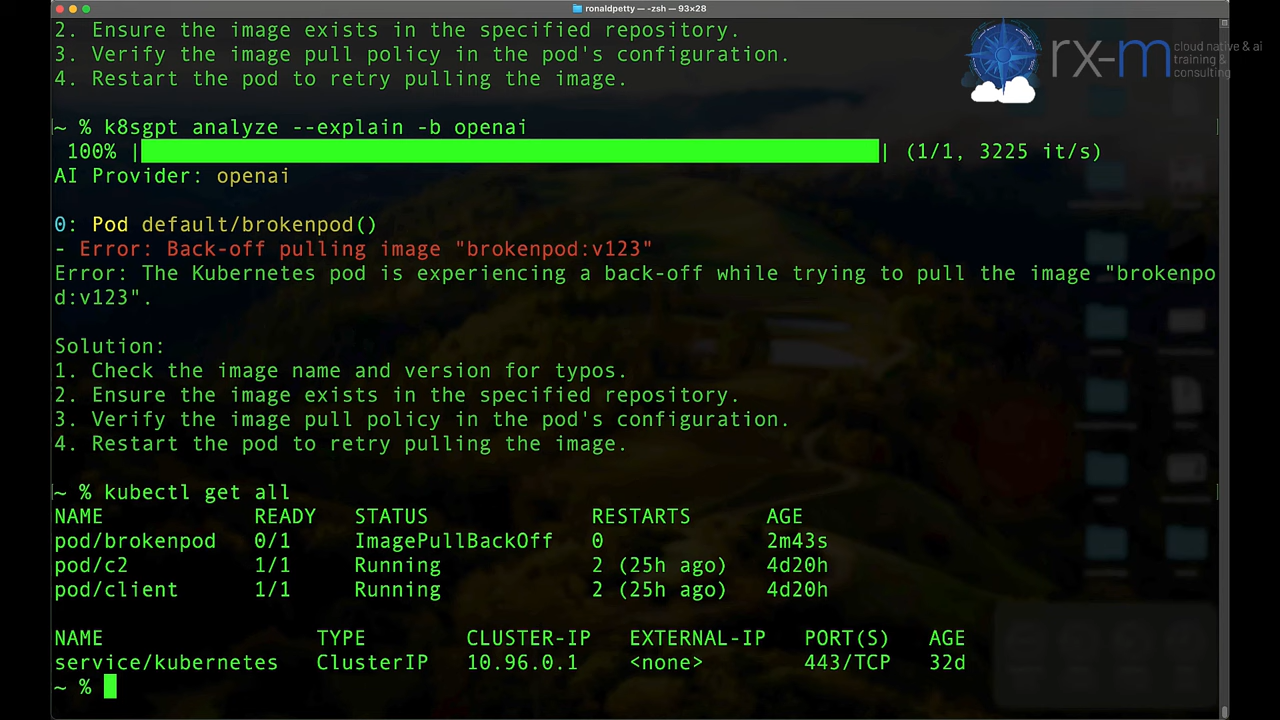 ronaldpetty — -zsh — 93×28
2. Ensure the image exists in the specified repository.
3. Verify the image pull policy in the pod's configuration.
4. Restart the pod to retry pulling the image.
rx-m
cloud native & ai
training &
consulting
~ % k8sgpt analyze --explain -b openai
100% | | (1/1, 3225 it/s)
AI Provider: openai
0: Pod default/brokenpod()
- Error: Back-off pulling image "brokenpod:v123"
Error: The Kubernetes pod is experiencing a back-off while trying to pull the image "brokenpo
d:v123".
Solution:
1. Check the image name and version for typos.
2. Ensure the image exists in the specified repository.
3. Verify the image pull policy in the pod's configuration.
4. Restart the pod to retry pulling the image.
~ % kubectl get all
NAME READY STATUS RESTARTS AGE
pod/brokenpod 0/1 ImagePullBackOff 0 2m43s
pod/c2 1/1 Running 2 (25h ago) 4d20h
pod/client 1/1 Running 2 (25h ago) 4d20h
NAME TYPE CLUSTER-IP EXTERNAL-IP PORT(S) AGE
service/kubernetes ClusterIP 10.96.0.1 <none> 443/TCP 32d
~ %